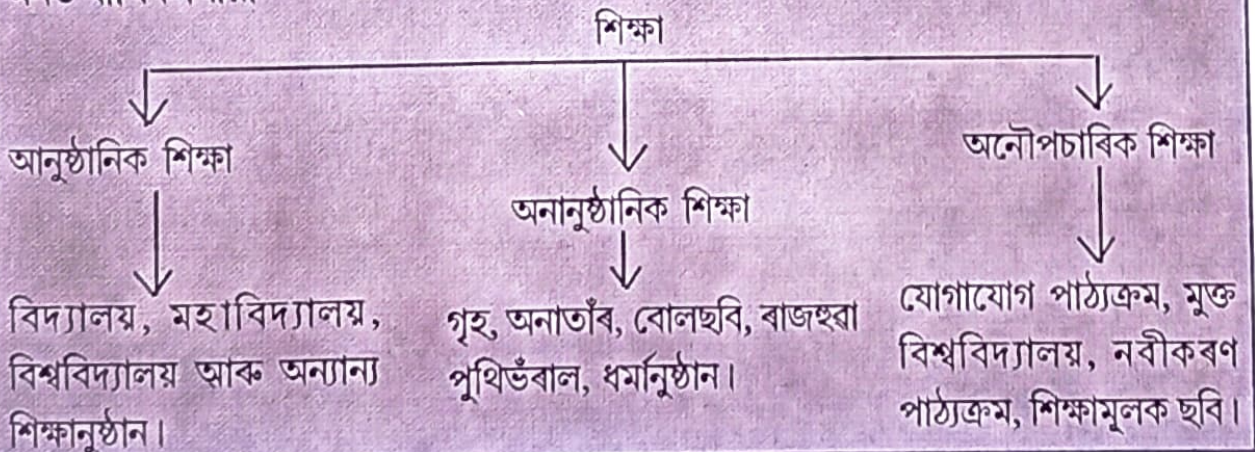 শিক্ষা
আনুষ্ঠানিক শিক্ষা
অনানুষ্ঠানিক শিক্ষা
অনৌপচাৰিক শিক্ষা
বিদ্যালয়, মহাবিদ্যালয়,
বিশ্ববিদ্যালয় আৰু অন্যান্য
শিক্ষানুষ্ঠান।
গৃহ, অনাতাঁৰ, বোলছবি, ৰাজহুৱা
পুথিভঁৰাল, ধৰ্মানুষ্ঠান।
যোগাযোগ পাঠ্যক্ৰম, মুক্ত
বিশ্ববিদ্যালয়, নবীকৰণ
পাঠ্যক্ৰম, শিক্ষামূলক ছবি।